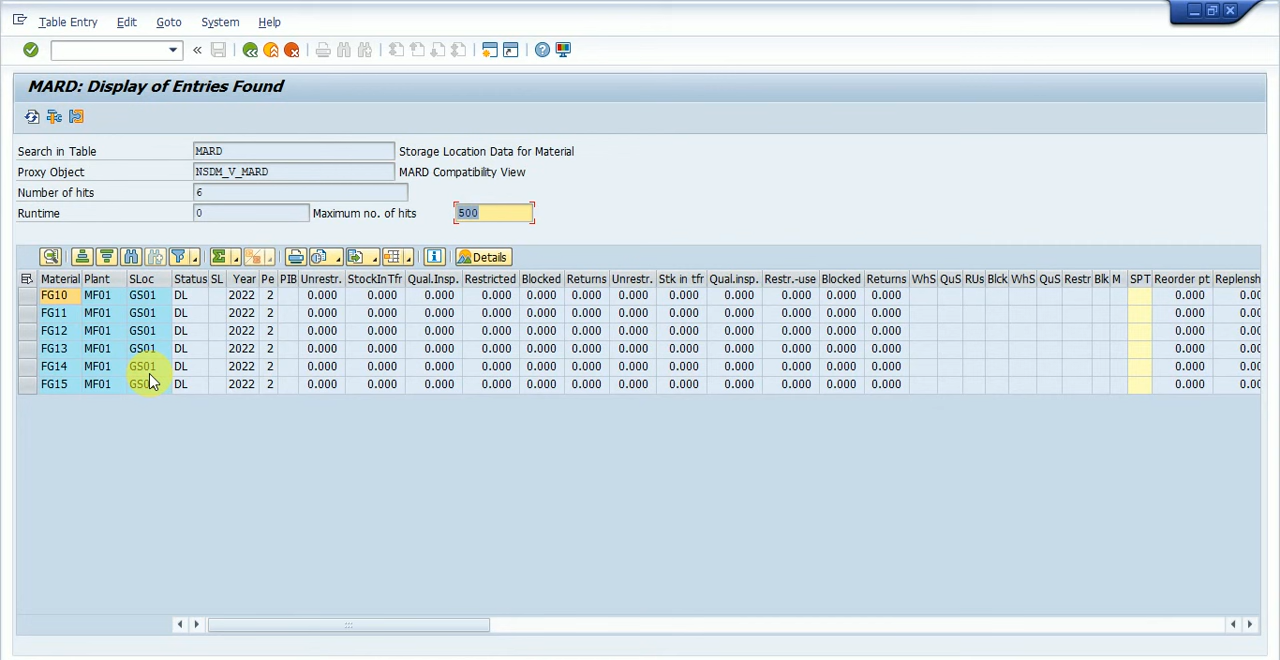 Table Entry Edit Goto System Help
MARD: Display of Entries Found
Search in Table MARD Storage Location Data for Material
Proxy Object NSDM_V_MARD MARD Compatibility View
Number of hits 6
Runtime 0 Maximum no. of hits 500
Details
Material Plant SLoc Status SL Year Pe PIB Unrestr. StockInTfr Qual.Insp. Restricted Blocked Returns Unrestr. Stk in tfr Qual.insp. Restr.-use Blocked Returns WhS QuS RUs Blck WhS QuS Restr Blk M SPT Reorder pt Replensh
FG10 MF01 GS01 DL 2022 2 0.000 0.000 0.000 0.000 0.000 0.000 0.000 0.000 0.000 0.000 0.000 0.000 0.000 0.00
FG11 MF01 GS01 DL 2022 2 0.000 0.000 0.000 0.000 0.000 0.000 0.000 0.000 0.000 0.000 0.000 0.000 0.000 0.00
FG12 MF01 GS01 DL 2022 2 0.000 0.000 0.000 0.000 0.000 0.000 0.000 0.000 0.000 0.000 0.000 0.000 0.000 0.00
FG13 MF01 GS01 DL 2022 2 0.000 0.000 0.000 0.000 0.000 0.000 0.000 0.000 0.000 0.000 0.000 0.000 0.000 0.00
FG14 MF01 GS01 DL 2022 2 0.000 0.000 0.000 0.000 0.000 0.000 0.000 0.000 0.000 0.000 0.000 0.000 0.000 0.00
FG15 MF01 GS01 DL 2022 2 0.000 0.000 0.000 0.000 0.000 0.000 0.000 0.000 0.000 0.000 0.000 0.000 0.000 0.00